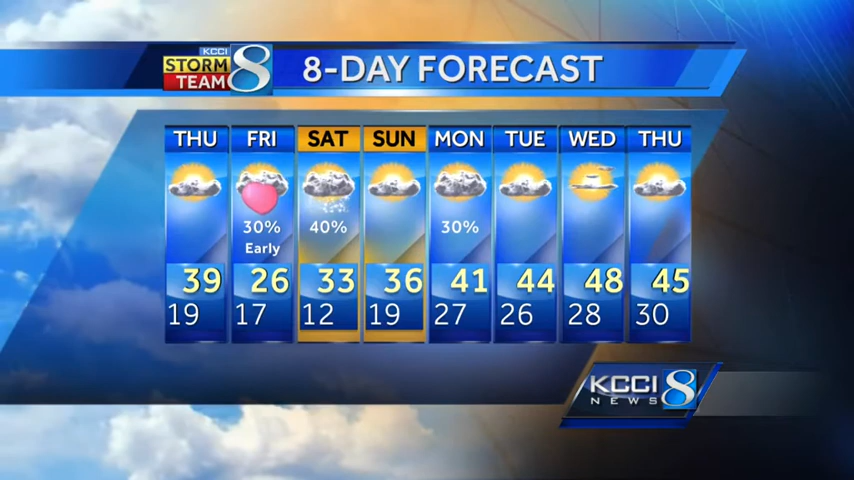 KCCI
STORM
TEAM 8
8-DAY FORECAST
THU FRI SAT SUN MON TUE WED THU
30% 40% 30%
Early
39 26 33 36 41 44 48 45
19 17 12 19 27 26 28 30
KCCI 8
NEWS